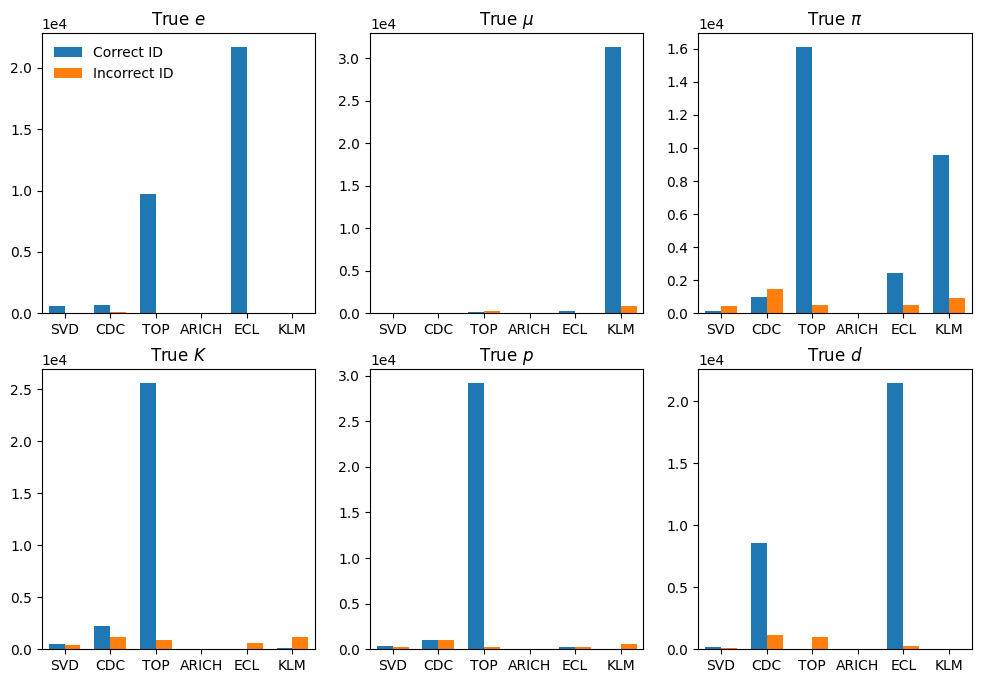 True e
1e4
Correct ID
Incorrect ID
2.0
1.5
1.0
0.5
0.0
SVD CDC TOP ARICH ECL KLM
True μ
1e4
3.0
2.5
2.0
1.5
1.0
0.5
0.0
SVD CDC TOP ARICH ECL KLM
True π
1e4
1.6
1.4
1.2
1.0
0.8
0.6
0.4
0.2
0.0
SVD CDC TOP ARICH ECL KLM
True K
1e4
2.5
2.0
1.5
1.0
0.5
0.0
SVD CDC TOP ARICH ECL KLM
True p
1e4
3.0
2.5
2.0
1.5
1.0
0.5
0.0
SVD CDC TOP ARICH ECL KLM
True d
1e4
2.0
1.5
1.0
0.5
0.0
SVD CDC TOP ARICH ECL KLM